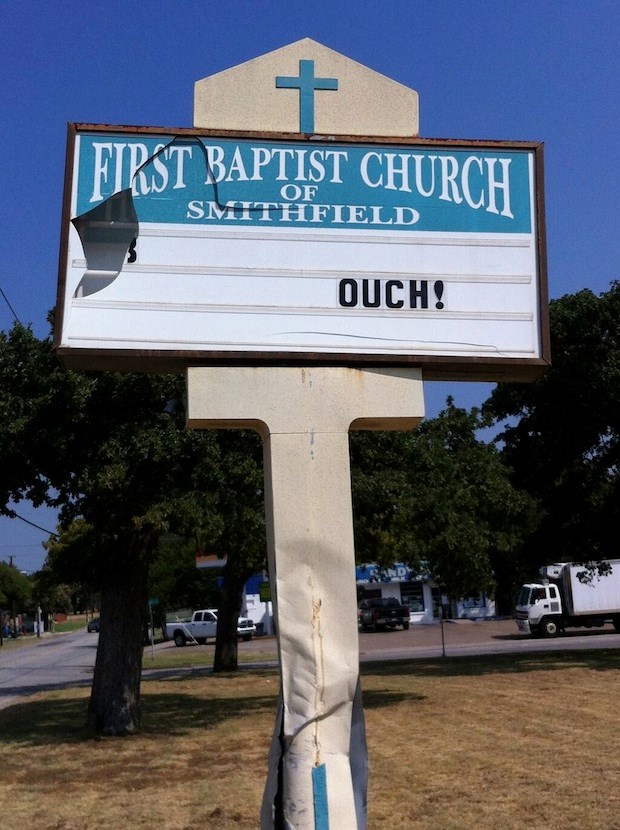 FIRST BAPTIST CHURCH
OF
SMITHFIELD
OUCH!